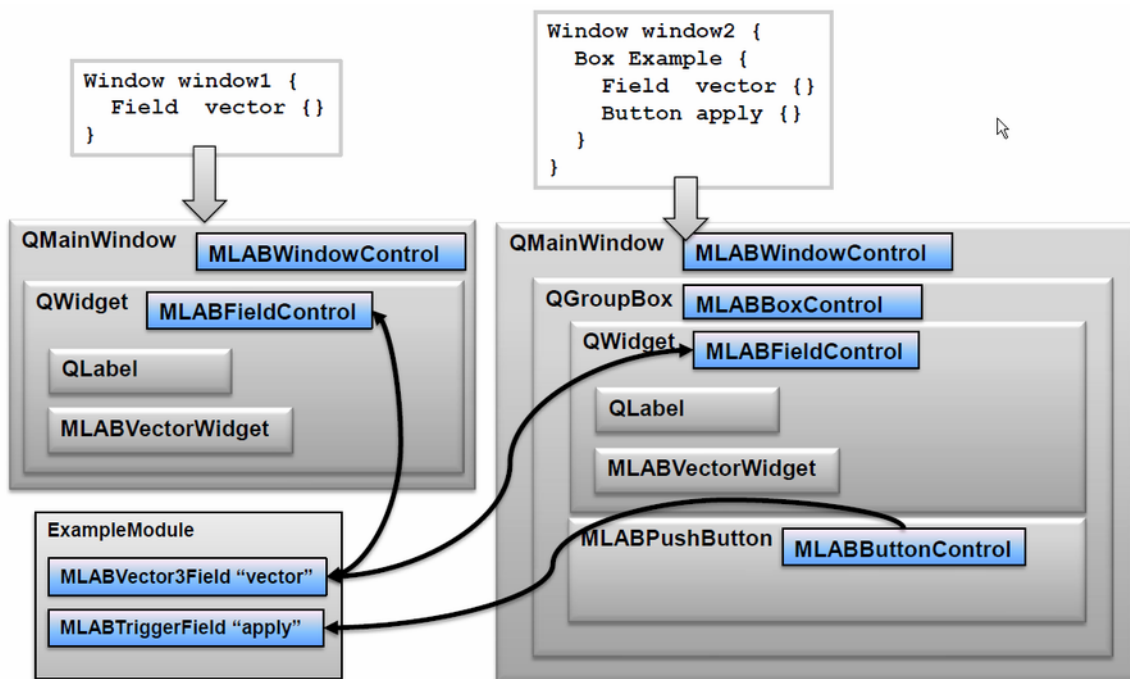 Window window1 {
  Field  vector {}
}
Window window2 {
  Box Example {
    Field  vector {}
    Button apply {}
  }
}
QMainWindow
MLABWindowControl
QWidget
MLABFieldControl
QLabel
MLABVectorWidget
ExampleModule
MLABVector3Field “vector”
MLABTriggerField “apply”
QMainWindow
MLABWindowControl
QGroupBox
MLABBoxControl
QWidget
MLABFieldControl
QLabel
MLABVectorWidget
MLABPushButton
MLABButtonControl